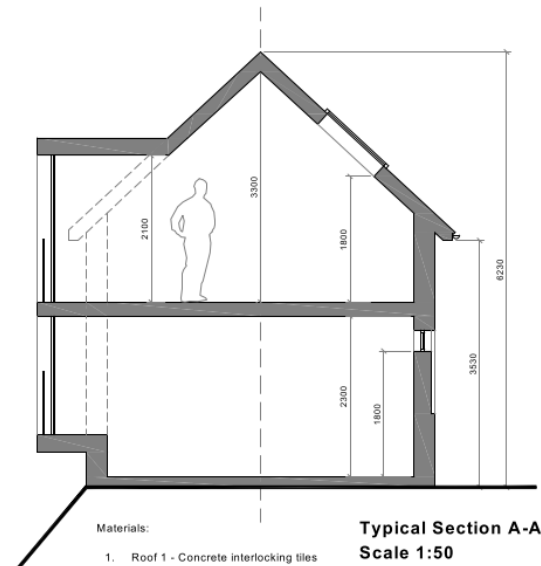 2100
3300
1800
6230
3530
2300
1800
Materials:
1. Roof 1 - Concrete interlocking tiles
Typical Section A-A
Scale 1:50